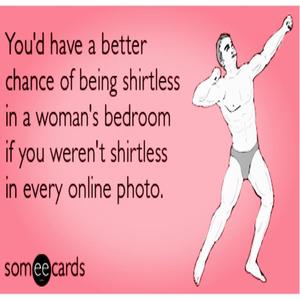 You'd have a better
chance of being shirtless
in a woman's bedroom
if you weren't shirtless
in every online photo.
someecards